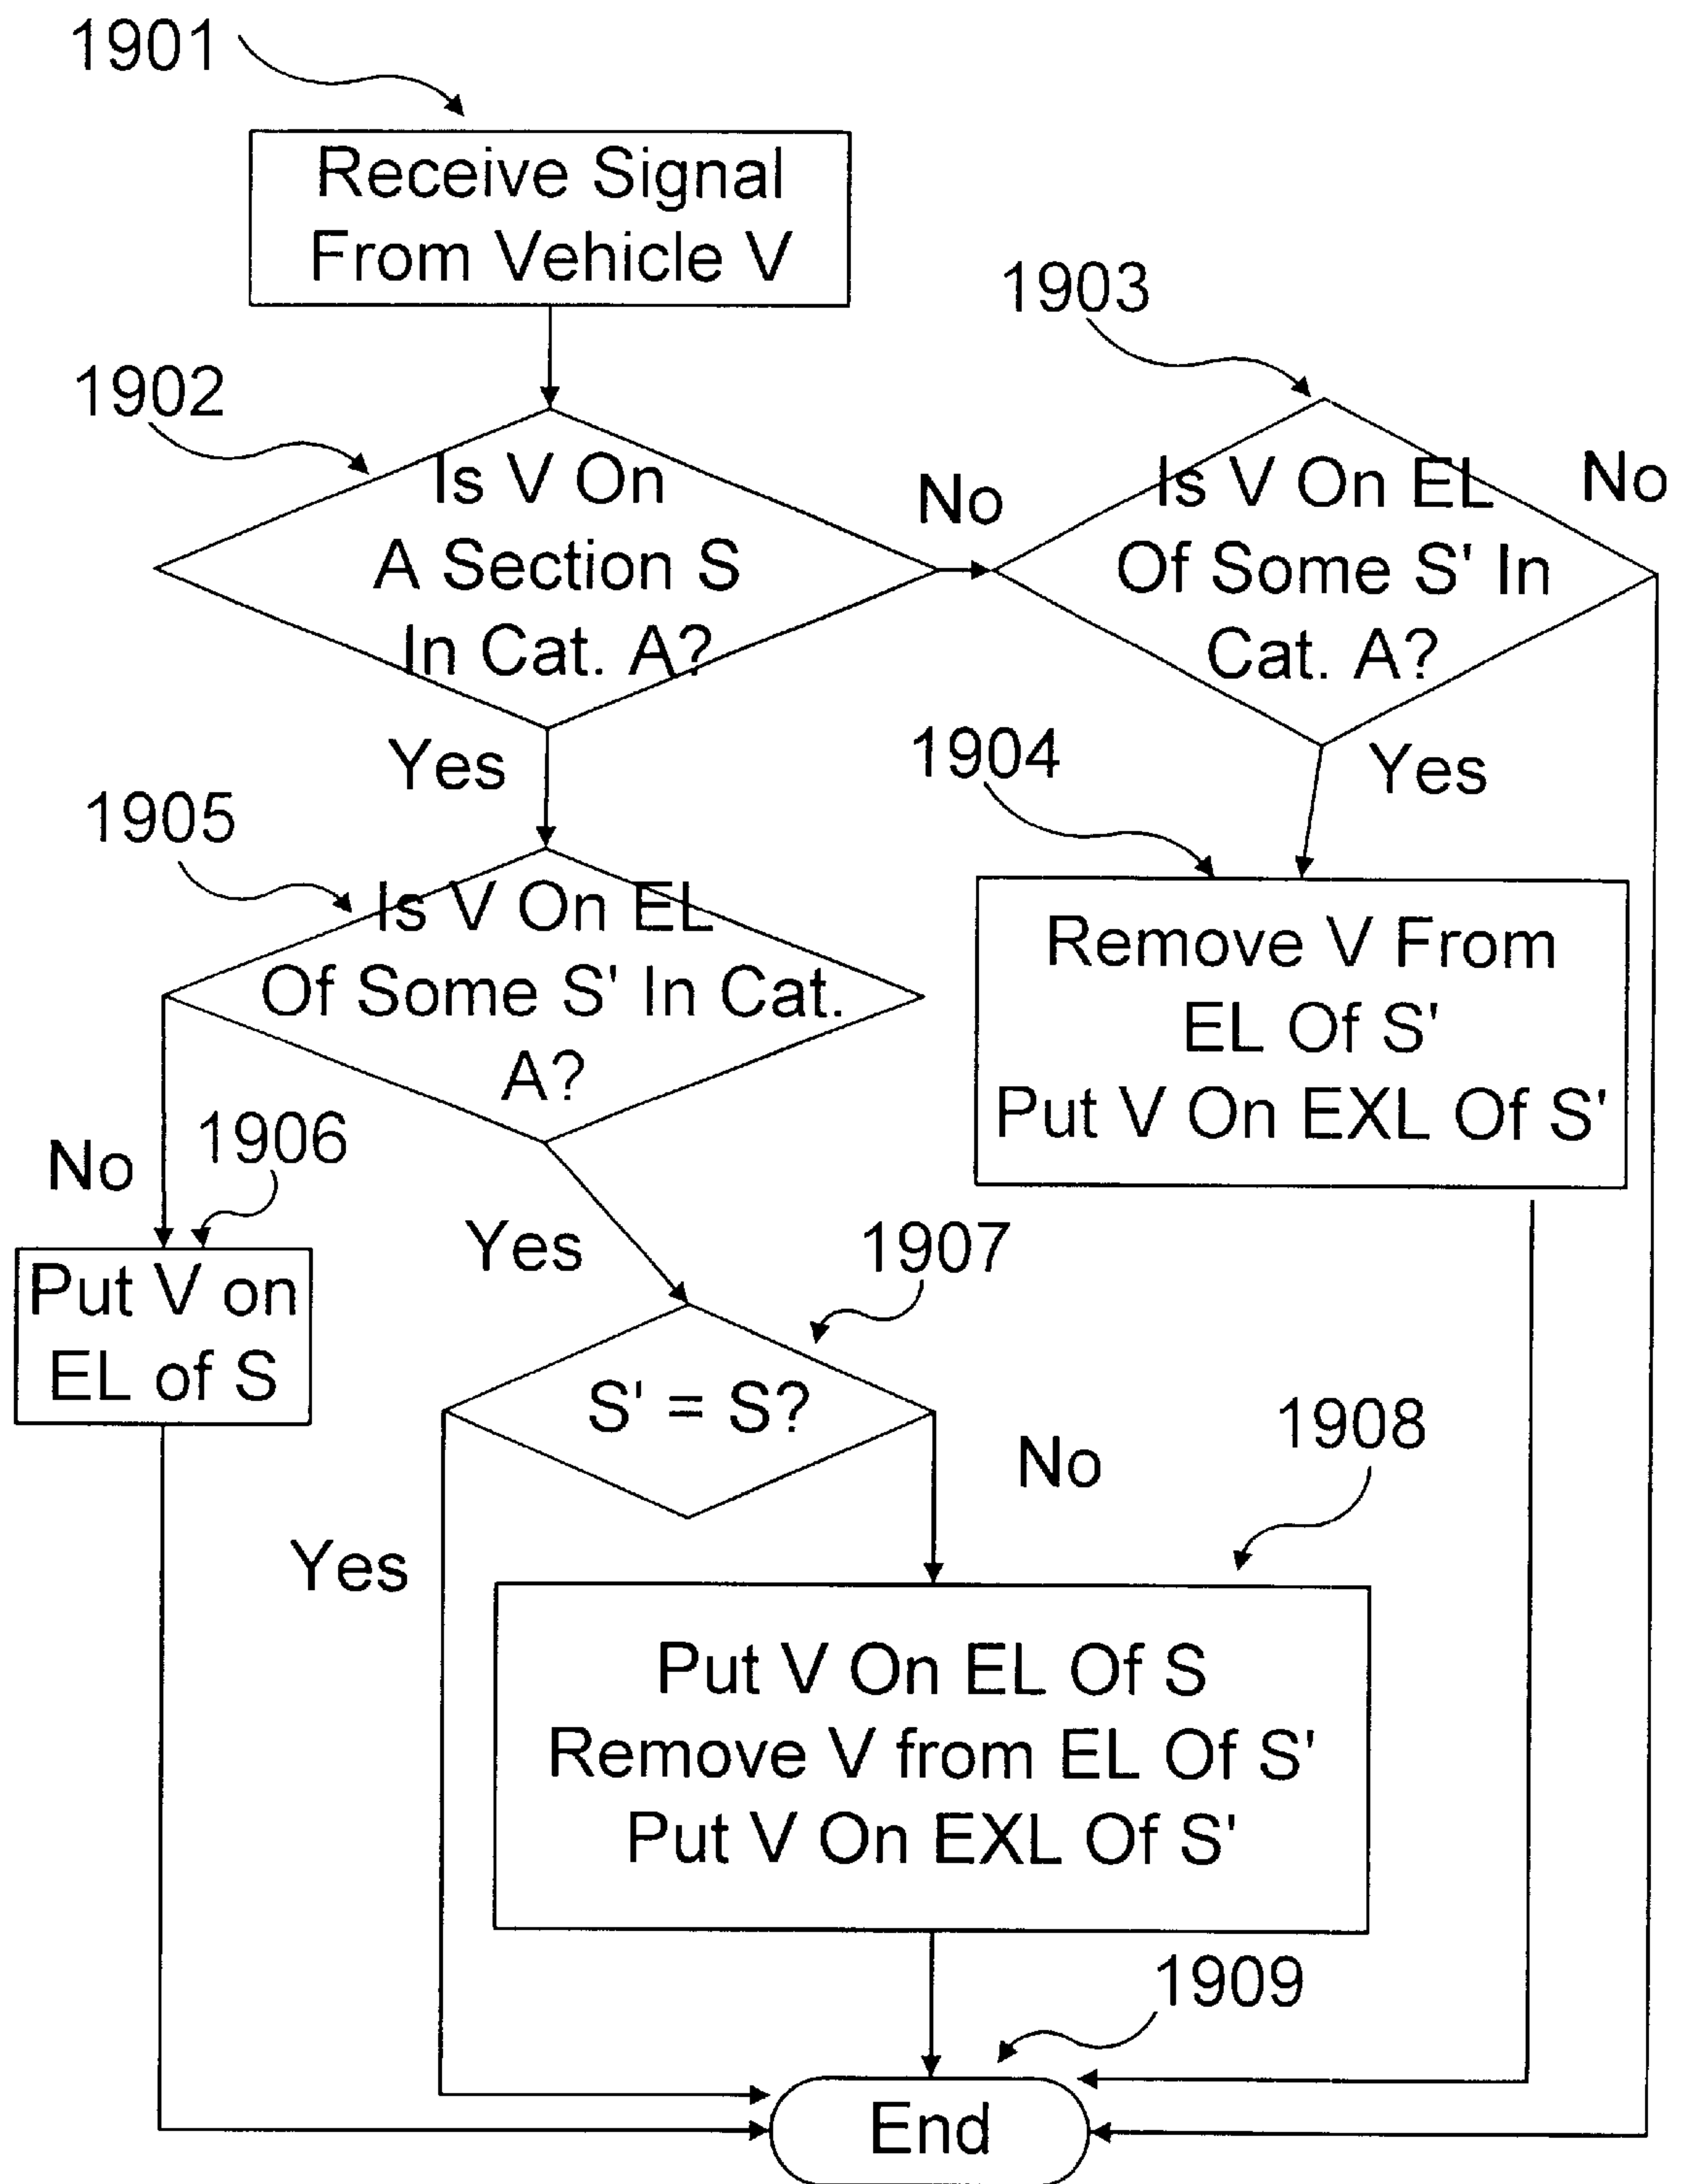 1901
Receive Signal
From Vehicle V
1903
1902
Is V On
A Section S
In Cat. A?
No
Is V On EL
Of Some S' In
Cat. A?
No
Yes
1904
Yes
1905
Is V On EL
Of Some S' In Cat.
A?
Remove V From
EL Of S'
Put V On EXL Of S'
No
1906
Yes
1907
Put V on
EL of S
S' = S?
1908
No
Yes
Put V On EL Of S
Remove V from EL Of S'
Put V On EXL Of S'
1909
End